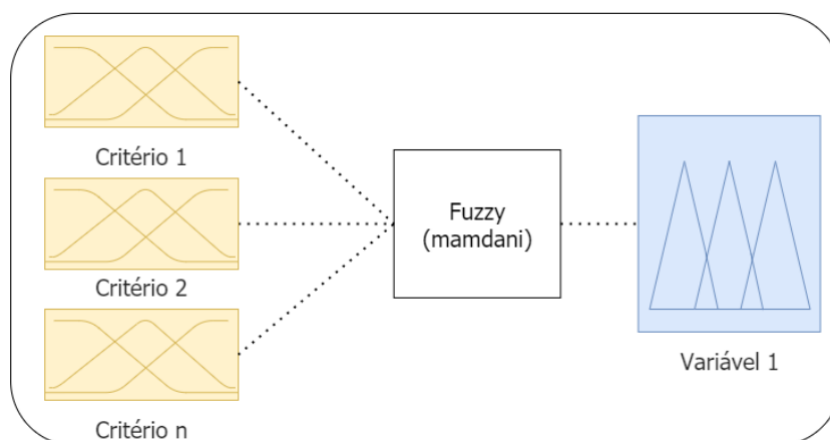 Critério 1
Critério 2
Critério n
Fuzzy
(mamdani)
Variável 1